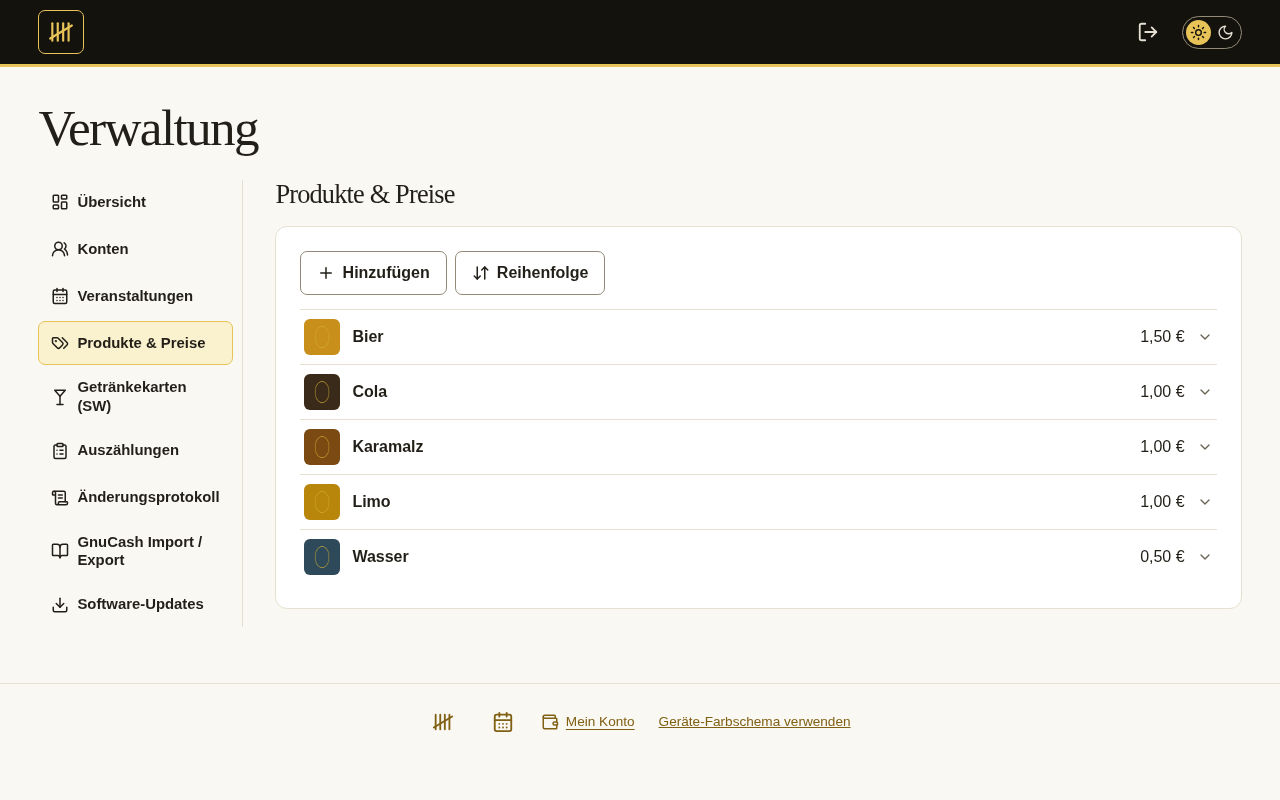 Verwaltung
Übersicht
Konten
Veranstaltungen
Produkte & Preise
Getränkekarten
(SW)
Auszählungen
Änderungsprotokoll
GnuCash Import /
Export
Software-Updates
Produkte & Preise
Hinzufügen
Reihenfolge
Bier 1,50 €
Cola 1,00 €
Karamalz 1,00 €
Limo 1,00 €
Wasser 0,50 €
Mein Konto
Geräte-Farbschema verwenden